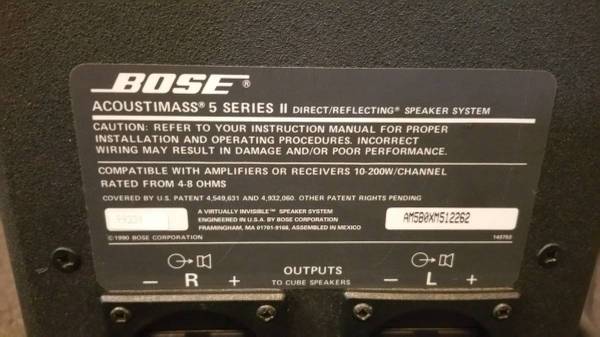 BOSE®
ACOUSTIMASS® 5 SERIES II DIRECT/REFLECTING® SPEAKER SYSTEM
CAUTION: REFER TO YOUR INSTRUCTION MANUAL FOR PROPER
INSTALLATION AND OPERATING PROCEDURES. INCORRECT
WIRING MAY RESULT IN DAMAGE AND/OR POOR PERFORMANCE.
COMPATIBLE WITH AMPLIFIERS OR RECEIVERS 10-200W/CHANNEL
RATED FROM 4-8 OHMS
COVERED BY U.S. PATENT 4,549,631 AND 4,932,060. OTHER PATENT RIGHTS PENDING
A VIRTUALLY INVISIBLE™ SPEAKER SYSTEM
ENGINEERED IN U.S.A. BY BOSE CORPORATION
FRAMINGHAM, MA 01701-9168, ASSEMBLED IN MEXICO
AM5B0XM512262
©1990 BOSE CORPORATION
- R +
OUTPUTS
TO CUBE SPEAKERS
- L +